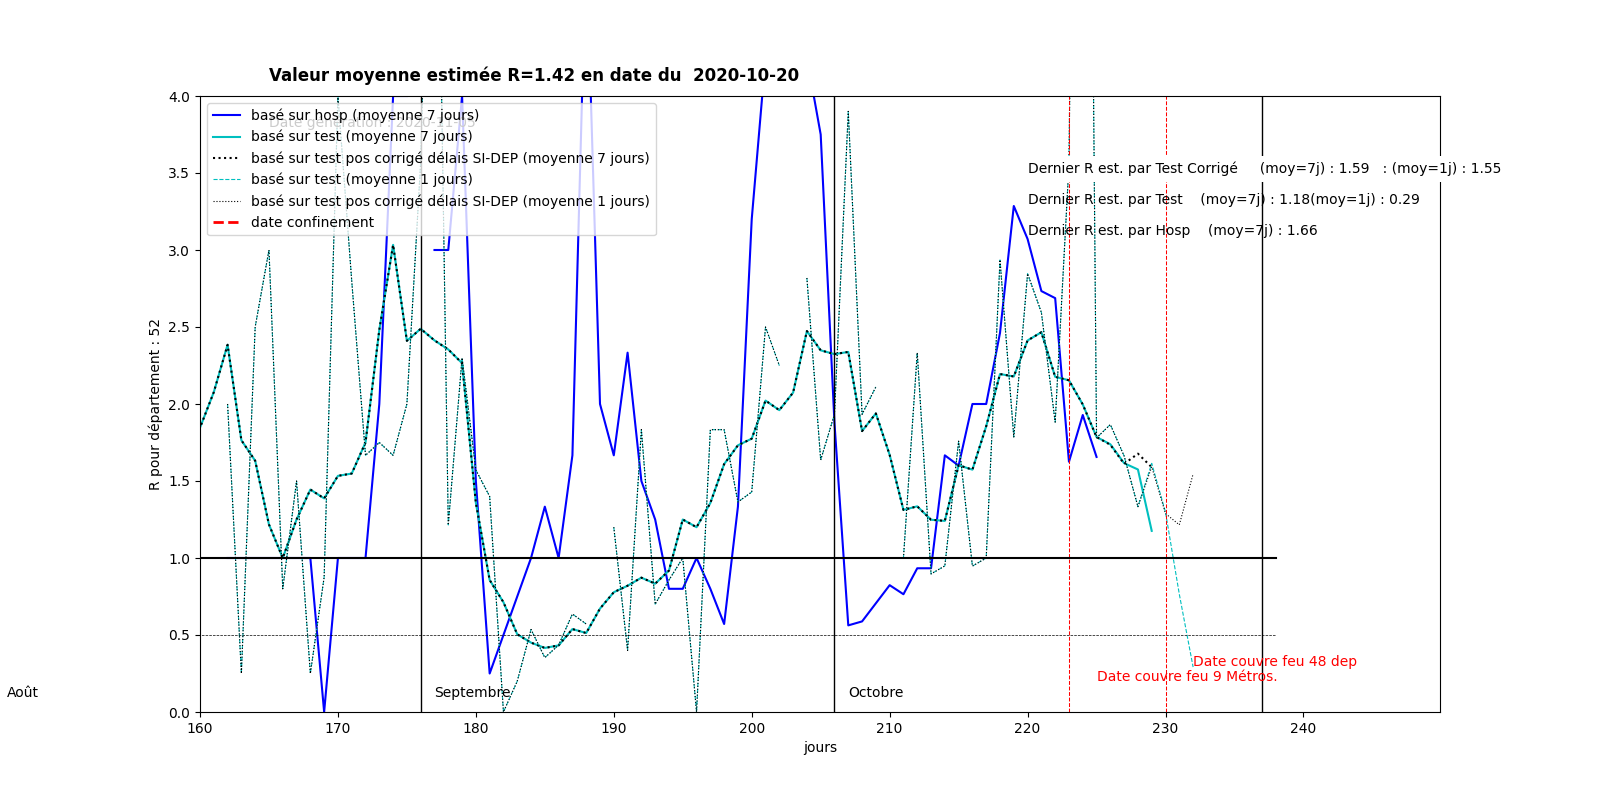 Valeur moyenne estimée R=1.42 en date du  2020-10-20
basé sur hosp (moyenne 7 jours)
basé sur test (moyenne 7 jours)
basé sur test pos corrigé délais SI-DEP (moyenne 7 jours)
basé sur test (moyenne 1 jours)
basé sur test pos corrigé délais SI-DEP (moyenne 1 jours)
date confinement
Dernier R est. par Test Corrigé (moy=7j) : 1.59 : (moy=1j) : 1.55
Dernier R est. par Test (moy=7j) : 1.18(moy=1j) : 0.29
Dernier R est. par Hosp (moy=7j) : 1.66
4.0
3.5
3.0
2.5
2.0
1.5
1.0
0.5
0.0
R pour département : 52
Date couvre feu 48 dep
Date couvre feu 9 Métros.
Août
Septembre
Octobre
160 170 180 190 200 210 220 230 240
jours